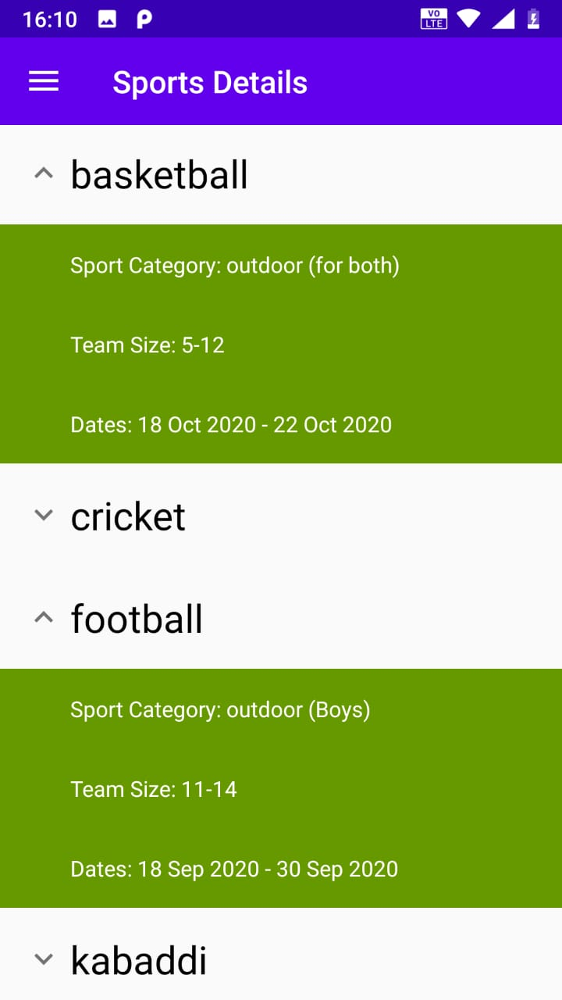 16:10
VO
LTE
Sports Details
basketball
Sport Category: outdoor (for both)
Team Size: 5-12
Dates: 18 Oct 2020 - 22 Oct 2020
cricket
football
Sport Category: outdoor (Boys)
Team Size: 11-14
Dates: 18 Sep 2020 - 30 Sep 2020
kabaddi